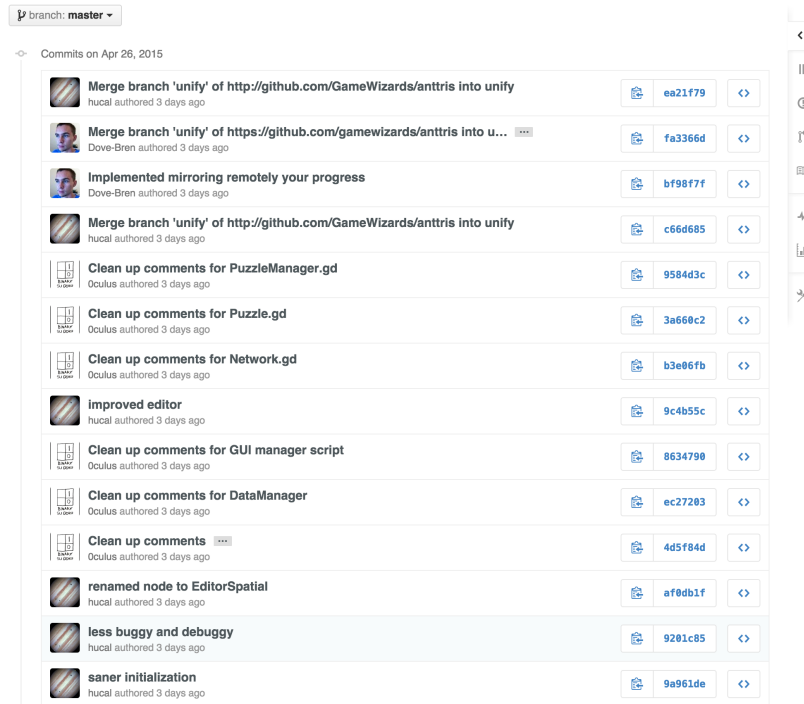 branch: master
Commits on Apr 26, 2015
Merge branch 'unify' of http://github.com/GameWizards/anttris into unify
hucal authored 3 days ago
ea21f79
Merge branch 'unify' of https://github.com/gamewizards/anttris into u… …
Dove-Bren authored 3 days ago
fa3366d
Implemented mirroring remotely your progress
Dove-Bren authored 3 days ago
bf98f7f
Merge branch 'unify' of http://github.com/GameWizards/anttris into unify
hucal authored 3 days ago
c66d685
Clean up comments for PuzzleManager.gd
0culus authored 3 days ago
9584d3c
Clean up comments for Puzzle.gd
0culus authored 3 days ago
3a660c2
Clean up comments for Network.gd
0culus authored 3 days ago
b3e06fb
improved editor
hucal authored 3 days ago
9c4b55c
Clean up comments for GUI manager script
0culus authored 3 days ago
8634790
Clean up comments for DataManager
0culus authored 3 days ago
ec27203
Clean up comments …
0culus authored 3 days ago
4d5f84d
renamed node to EditorSpatial
hucal authored 3 days ago
af0db1f
less buggy and debuggy
hucal authored 3 days ago
9201c85
saner initialization
hucal authored 3 days ago
9a961de